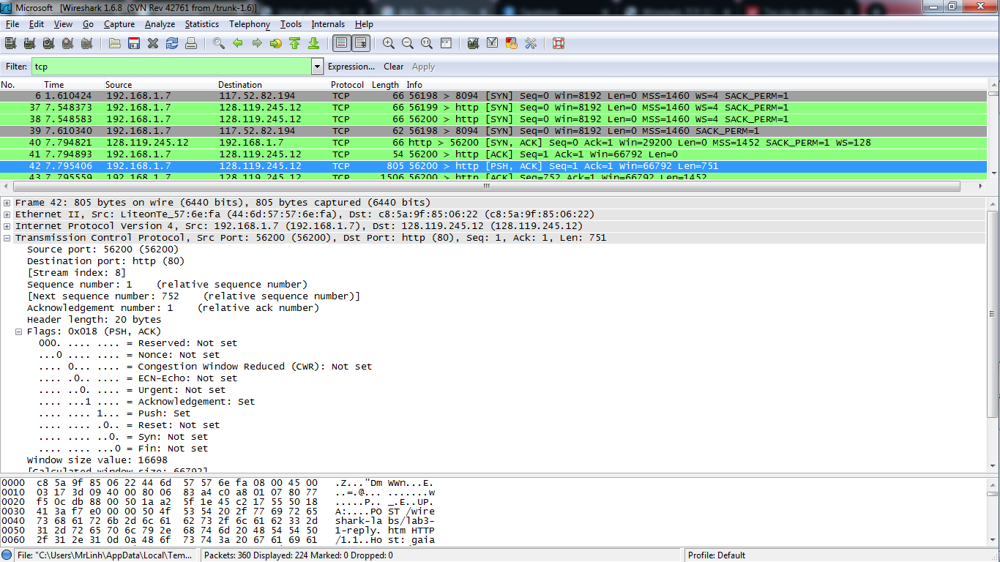 Microsoft [Wireshark 1.6.8 (SVN Rev 42761 from /trunk-1.6)]
File Edit View Go Capture Analyze Statistics Telephony Tools Internals Help
Filter: tcp Expression... Clear Apply
No. Time Source Destination Protocol Length Info
6 1.610424 192.168.1.7 117.52.82.194 TCP 66 56198 > 8094 [SYN] Seq=0 Win=8192 Len=0 MSS=1460 WS=4 SACK_PERM=1
37 7.548373 192.168.1.7 128.119.245.12 TCP 66 56199 > http [SYN] Seq=0 Win=8192 Len=0 MSS=1460 WS=4 SACK_PERM=1
38 7.548583 192.168.1.7 128.119.245.12 TCP 66 56200 > http [SYN] Seq=0 Win=8192 Len=0 MSS=1460 WS=4 SACK_PERM=1
39 7.610340 192.168.1.7 117.52.82.194 TCP 62 56198 > 8094 [SYN] Seq=0 Win=8192 Len=0 MSS=1460 SACK_PERM=1
40 7.794821 128.119.245.12 192.168.1.7 TCP 66 http > 56200 [SYN, ACK] Seq=0 Ack=1 Win=29200 Len=0 MSS=1452 SACK_PERM=1 WS=128
41 7.794893 192.168.1.7 128.119.245.12 TCP 54 56200 > http [ACK] Seq=1 Ack=1 Win=66792 Len=0
42 7.795406 192.168.1.7 128.119.245.12 TCP 805 56200 > http [PSH, ACK] Seq=1 Ack=1 Win=66792 Len=751
43 7.795559 192.168.1.7 128.119.245.12 TCP 1506 56200 > http [ACK] Seq=752 Ack=1 Win=66792 Len=1452
Frame 42: 805 bytes on wire (6440 bits), 805 bytes captured (6440 bits)
Ethernet II, Src: LiteonTe_57:6e:fa (44:6d:57:57:6e:fa), Dst: c8:5a:9f:85:06:22 (c8:5a:9f:85:06:22)
Internet Protocol Version 4, Src: 192.168.1.7 (192.168.1.7), Dst: 128.119.245.12 (128.119.245.12)
Transmission Control Protocol, Src Port: 56200 (56200), Dst Port: http (80), Seq: 1, Ack: 1, Len: 751
Source port: 56200 (56200)
Destination port: http (80)
[Stream index: 8]
Sequence number: 1 (relative sequence number)
[Next sequence number: 752 (relative sequence number)]
Acknowledgement number: 1 (relative ack number)
Header length: 20 bytes
Flags: 0x018 (PSH, ACK)
000. .... .... = Reserved: Not set
...0 .... .... = Nonce: Not set
.... 0... .... = Congestion Window Reduced (CWR): Not set
.... .0.. .... = ECN-Echo: Not set
.... ..0. .... = Urgent: Not set
.... ...1 .... = Acknowledgement: Set
.... .... 1... = Push: Set
.... .... .0.. = Reset: Not set
.... .... ..0. = Syn: Not set
.... .... ...0 = Fin: Not set
Window size value: 16698
[Calculated window size: 66792]
0000 c8 5a 9f 85 06 22 44 6d 57 57 6e fa 08 00 45 00 .Z..."Dm WWn...E.
0010 03 17 3d 09 40 00 80 06 83 a4 c0 a8 01 07 80 77 ..=.@... .......w
0020 f5 0c db 88 00 50 1a a2 5f 1e 45 c2 17 55 50 18 .....P.. _.E..UP.
0030 41 3a f7 e0 00 00 50 4f 53 54 20 2f 77 69 72 65 A:....PO ST /wire
0040 73 68 61 72 6b 2d 6c 61 62 73 2f 6c 61 62 33 2d shark-la bs/lab3-
0050 31 2d 72 65 70 6c 79 2e 68 74 6d 20 48 54 54 50 1-reply. htm HTTP
0060 2f 31 2e 31 0d 0a 48 6f 73 74 3a 20 67 61 69 61 /1.1..Ho st: gaia
File: "C:\Users\MrLinh\AppData\Local\Tem... Packets: 360 Displayed: 224 Marked: 0 Dropped: 0 Profile: Default